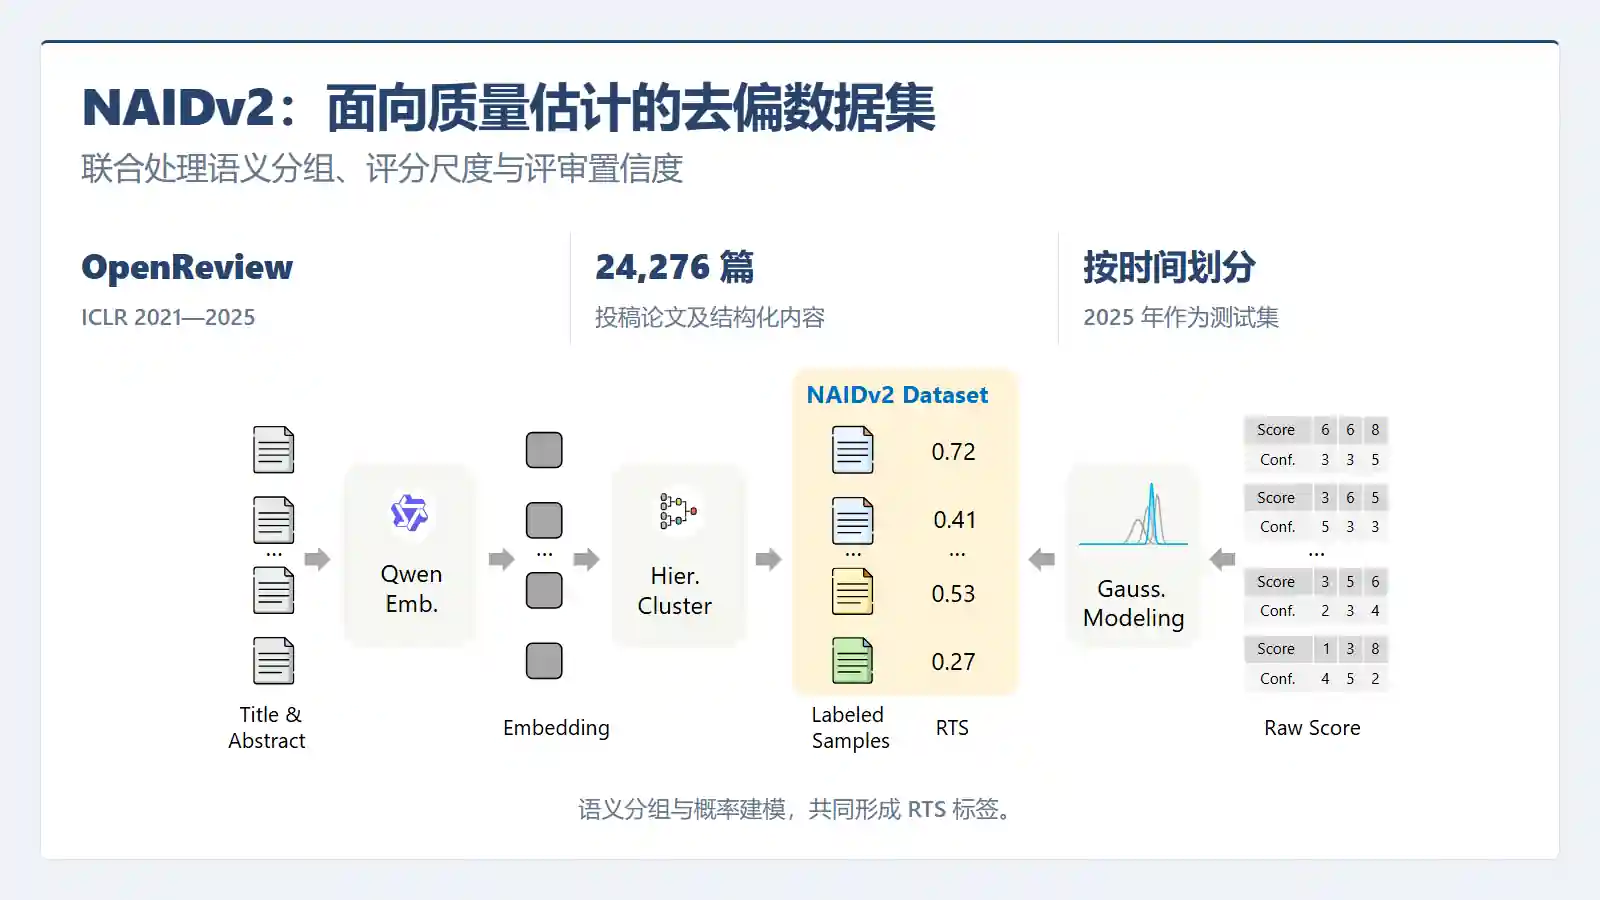 NAIDv2：面向质量估计的去偏数据集
联合处理语义分组、评分尺度与评审置信度
OpenReview
ICLR 2021—2025
24,276 篇
投稿论文及结构化内容
按时间划分
2025 年作为测试集
...
Title &
Abstract
Qwen
Emb.
...
Embedding
Hier.
Cluster
NAIDv2 Dataset
0.72
0.41
... ...
0.53
0.27
Labeled
Samples
RTS
Gauss.
Modeling
Score 6 6 8
Conf. 3 3 5
Score 3 6 5
Conf. 5 3 3
...
Score 3 5 6
Conf. 2 3 4
Score 1 3 8
Conf. 4 5 2
Raw Score
语义分组与概率建模，共同形成 RTS 标签。